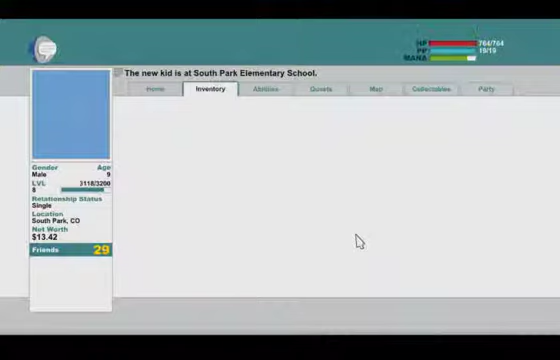 HP 764/764
PP 19/19
MANA
The new kid is at South Park Elementary School.
Home Inventory Abilities Quests Map Collectables Party
Gender Age
Male 9
LVL 3118/3200
8
Relationship Status
Single
Location
South Park, CO
Net Worth
$13.42
Friends 29